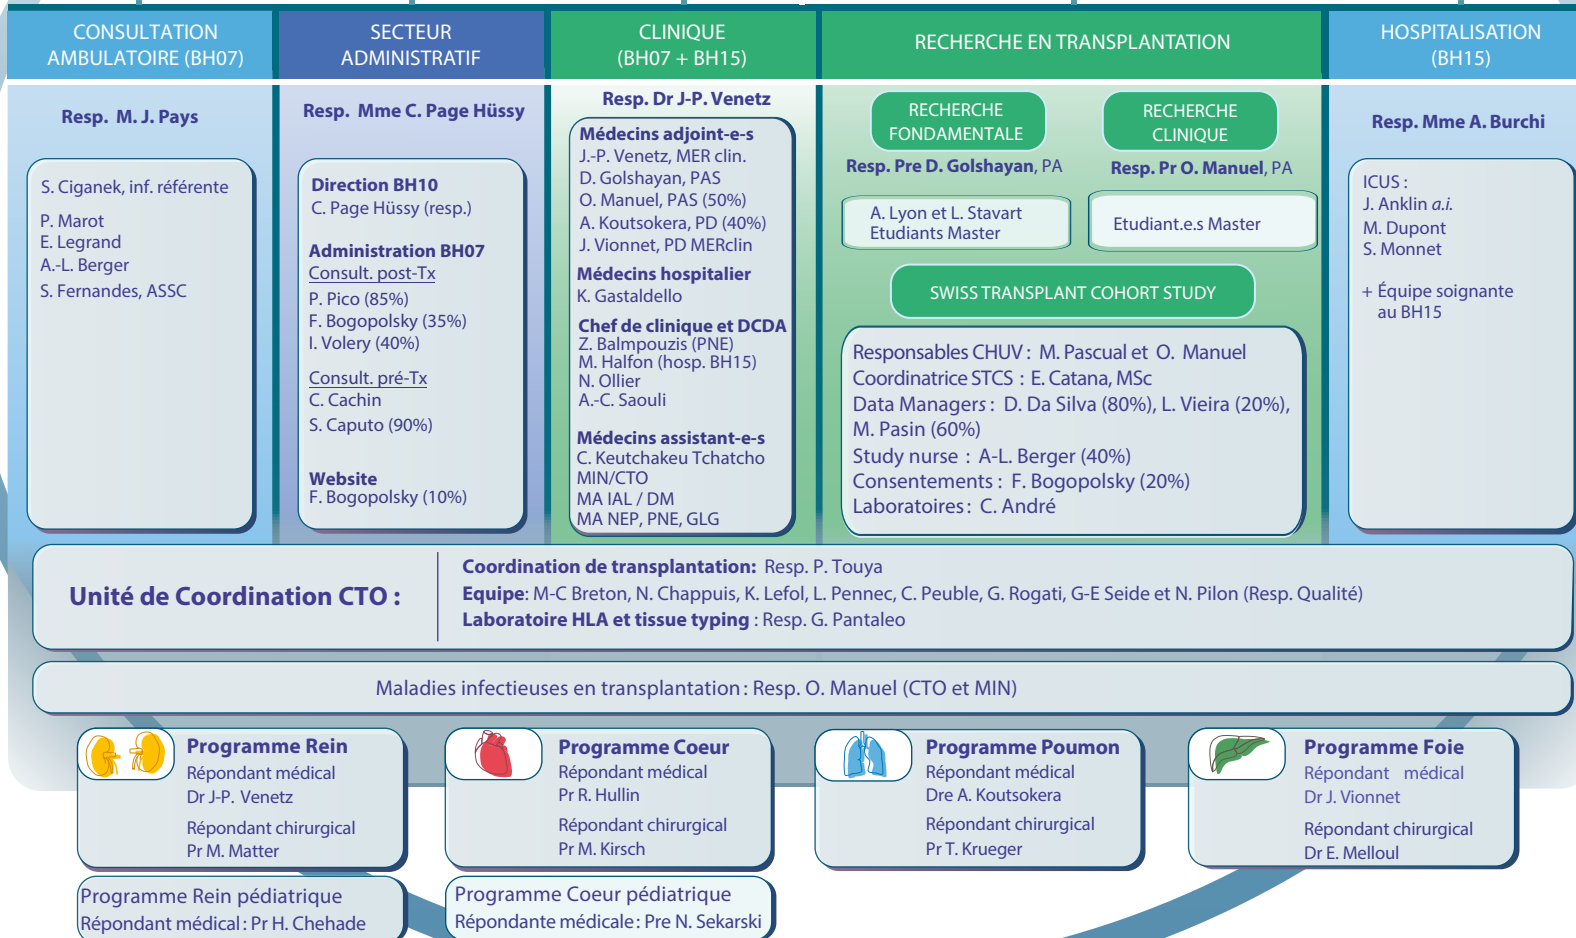 CONSULTATION
AMBULATOIRE (BH07)
SECTEUR
ADMINISTRATIF
CLINIQUE
(BH07 + BH15)
RECHERCHE EN TRANSPLANTATION
HOSPITALISATION
(BH15)
Resp. M. J. Pays
S. Ciganek, inf. référente
P. Marot
E. Legrand
A.-L. Berger
S. Fernandes, ASSC
Resp. Mme C. Page Hüssy
Direction BH10
C. Page Hüssy (resp.)
Administration BH07
Consult. post-Tx
P. Pico (85%)
F. Bogopolsky (35%)
I. Volery (40%)
Consult. pré-Tx
C. Cachin
S. Caputo (90%)
Website
F. Bogopolsky (10%)
Resp. Dr J-P. Venetz
Médecins adjoint-e-s
J.-P. Venetz, MER clin.
D. Golshayan, PAS
O. Manuel, PAS (50%)
A. Koutsokera, PD (40%)
J. Vionnet, PD MERclin
Médecins hospitalier
K. Gastaldello
Chef de clinique et DCDA
Z. Balmpouzis (PNE)
M. Halfon (hosp. BH15)
N. Ollier
A.-C. Saouli
Médecins assistant-e-s
C. Keutchakeu Tchatcho
MIN/CTO
MA IAL / DM
MA NEP, PNE, GLG
RECHERCHE
FONDAMENTALE
Resp. Pre D. Golshayan, PA
A. Lyon et L. Stavart
Etudiants Master
RECHERCHE
CLINIQUE
Resp. Pr O. Manuel, PA
Etudiant.e.s Master
SWISS TRANSPLANT COHORT STUDY
Responsables CHUV : M. Pascual et O. Manuel
Coordinatrice STCS : E. Catana, MSc
Data Managers : D. Da Silva (80%), L. Vieira (20%),
M. Pasin (60%)
Study nurse : A-L. Berger (40%)
Consentements : F. Bogopolsky (20%)
Laboratoires : C. André
Resp. Mme A. Burchi
ICUS :
J. Anklin a.i.
M. Dupont
S. Monnet
+ Équipe soignante
au BH15
Unité de Coordination CTO :
Coordination de transplantation: Resp. P. Touya
Equipe: M-C Breton, N. Chappuis, K. Lefol, L. Pennec, C. Peuble, G. Rogati, G-E Seide et N. Pilon (Resp. Qualité)
Laboratoire HLA et tissue typing : Resp. G. Pantaleo
Maladies infectieuses en transplantation : Resp. O. Manuel (CTO et MIN)
Programme Rein
Répondant médical
Dr J-P. Venetz
Répondant chirurgical
Pr M. Matter
Programme Rein pédiatrique
Répondant médical : Pr H. Chehade
Programme Coeur
Répondant médical
Pr R. Hullin
Répondant chirurgical
Pr M. Kirsch
Programme Coeur pédiatrique
Répondante médicale : Pre N. Sekarski
Programme Poumon
Répondant médical
Dre A. Koutsokera
Répondant chirurgical
Pr T. Krueger
Programme Foie
Répondant médical
Dr J. Vionnet
Répondant chirurgical
Dr E. Melloul